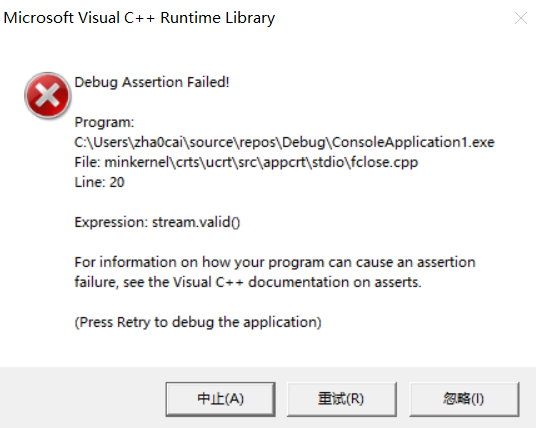 Microsoft Visual C++ Runtime Library
Debug Assertion Failed!
Program:
C:\Users\zha0cai\source\repos\Debug\ConsoleApplication1.exe
File: minkernel\crts\ucrt\src\appcrt\stdio\fclose.cpp
Line: 20
Expression: stream.valid()
For information on how your program can cause an assertion
failure, see the Visual C++ documentation on asserts.
(Press Retry to debug the application)
中止(A) 重试(R) 忽略(I)